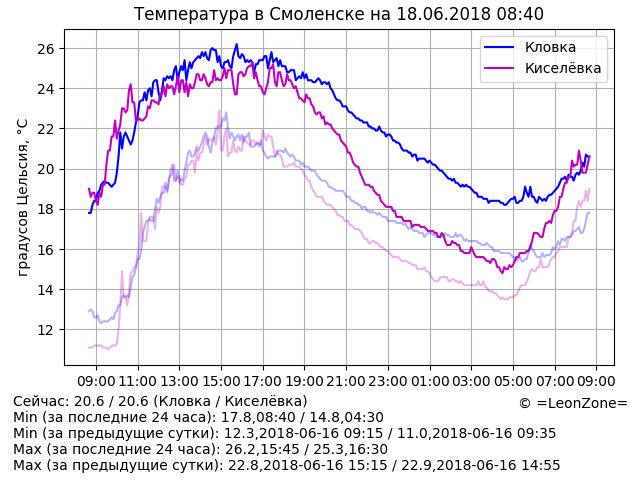 Температура в Смоленске на 18.06.2018 08:40
Кловка
Киселёвка
градусов Цельсия, °C
26
24
22
20
18
16
14
12
09:00 11:00 13:00 15:00 17:00 19:00 21:00 23:00 01:00 03:00 05:00 07:00 09:00
Сейчас: 20.6 / 20.6 (Кловка / Киселёвка)
© =LeonZone=
Min (за последние 24 часа): 17.8,08:40 / 14.8,04:30
Min (за предыдущие сутки): 12.3,2018-06-16 09:15 / 11.0,2018-06-16 09:35
Max (за последние 24 часа): 26.2,15:45 / 25.3,16:30
Max (за предыдущие сутки): 22.8,2018-06-16 15:15 / 22.9,2018-06-16 14:55